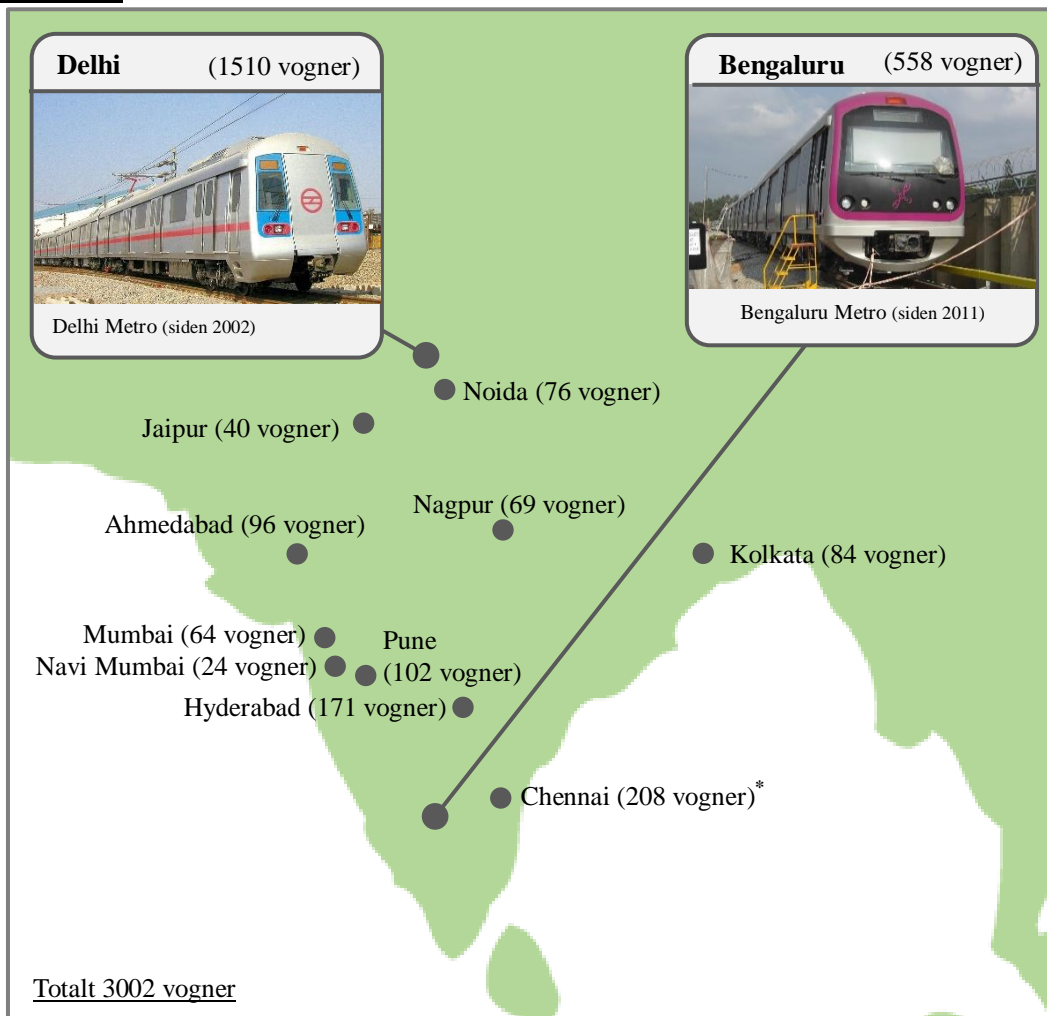 Delhi (1510 vogner)
Delhi Metro (siden 2002)
Bengaluru (558 vogner)
Bengaluru Metro (siden 2011)
Noida (76 vogner)
Jaipur (40 vogner)
Nagpur (69 vogner)
Ahmedabad (96 vogner)
Kolkata (84 vogner)
Mumbai (64 vogner)
Navi Mumbai (24 vogner)
Pune
(102 vogner)
Hyderabad (171 vogner)
Chennai (208 vogner)*
Totalt 3002 vogner